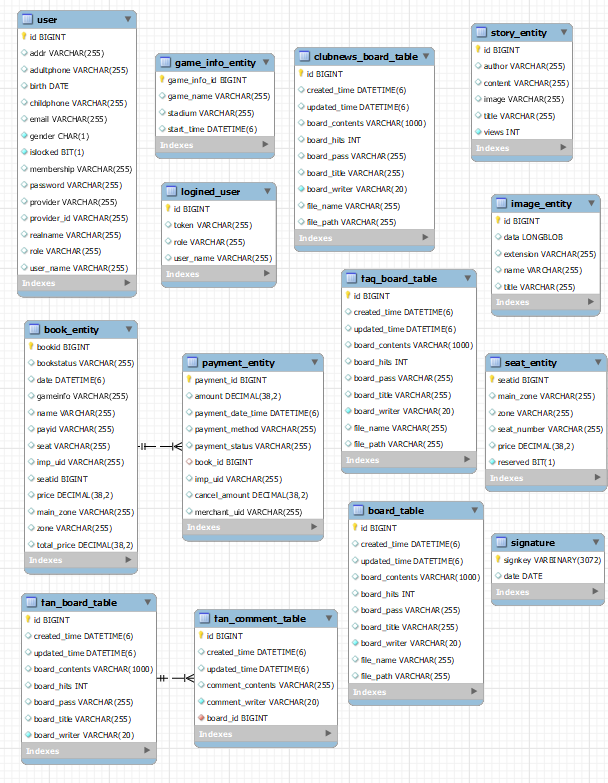 user
id BIGINT
addr VARCHAR(255)
adultphone VARCHAR(255)
birth DATE
childphone VARCHAR(255)
email VARCHAR(255)
gender CHAR(1)
islocked BIT(1)
membership VARCHAR(255)
password VARCHAR(255)
provider VARCHAR(255)
provider_id VARCHAR(255)
realname VARCHAR(255)
role VARCHAR(255)
user_name VARCHAR(255)
Indexes
game_info_entity
game_info_id BIGINT
game_name VARCHAR(255)
stadium VARCHAR(255)
start_time DATETIME(6)
Indexes
clubnews_board_table
id BIGINT
created_time DATETIME(6)
updated_time DATETIME(6)
board_contents VARCHAR(1000)
board_hits INT
board_pass VARCHAR(255)
board_title VARCHAR(255)
board_writer VARCHAR(20)
file_name VARCHAR(255)
file_path VARCHAR(255)
Indexes
story_entity
id BIGINT
author VARCHAR(255)
content VARCHAR(255)
image VARCHAR(255)
title VARCHAR(255)
views INT
Indexes
logined_user
id BIGINT
token VARCHAR(255)
role VARCHAR(255)
user_name VARCHAR(255)
Indexes
image_entity
id BIGINT
data LONGBLOB
extension VARCHAR(255)
name VARCHAR(255)
title VARCHAR(255)
Indexes
faq_board_table
id BIGINT
created_time DATETIME(6)
updated_time DATETIME(6)
board_contents VARCHAR(1000)
board_hits INT
board_pass VARCHAR(255)
board_title VARCHAR(255)
board_writer VARCHAR(20)
file_name VARCHAR(255)
file_path VARCHAR(255)
Indexes
book_entity
bookid BIGINT
bookstatus VARCHAR(255)
date DATETIME(6)
gameinfo VARCHAR(255)
name VARCHAR(255)
payid VARCHAR(255)
seat VARCHAR(255)
imp_uid VARCHAR(255)
seatid BIGINT
price DECIMAL(38,2)
main_zone VARCHAR(255)
zone VARCHAR(255)
total_price DECIMAL(38,2)
Indexes
payment_entity
payment_id BIGINT
amount DECIMAL(38,2)
payment_date_time DATETIME(6)
payment_method VARCHAR(255)
payment_status VARCHAR(255)
book_id BIGINT
imp_uid VARCHAR(255)
cancel_amount DECIMAL(38,2)
merchant_uid VARCHAR(255)
Indexes
seat_entity
seatid BIGINT
main_zone VARCHAR(255)
zone VARCHAR(255)
seat_number VARCHAR(255)
price DECIMAL(38,2)
reserved BIT(1)
Indexes
board_table
id BIGINT
created_time DATETIME(6)
updated_time DATETIME(6)
board_contents VARCHAR(1000)
board_hits INT
board_pass VARCHAR(255)
board_title VARCHAR(255)
board_writer VARCHAR(20)
file_name VARCHAR(255)
file_path VARCHAR(255)
Indexes
signature
signkey VARBINARY(3072)
date DATE
Indexes
fan_board_table
id BIGINT
created_time DATETIME(6)
updated_time DATETIME(6)
board_contents VARCHAR(1000)
board_hits INT
board_pass VARCHAR(255)
board_title VARCHAR(255)
board_writer VARCHAR(20)
Indexes
fan_comment_table
id BIGINT
created_time DATETIME(6)
updated_time DATETIME(6)
comment_contents VARCHAR(255)
comment_writer VARCHAR(20)
board_id BIGINT
Indexes